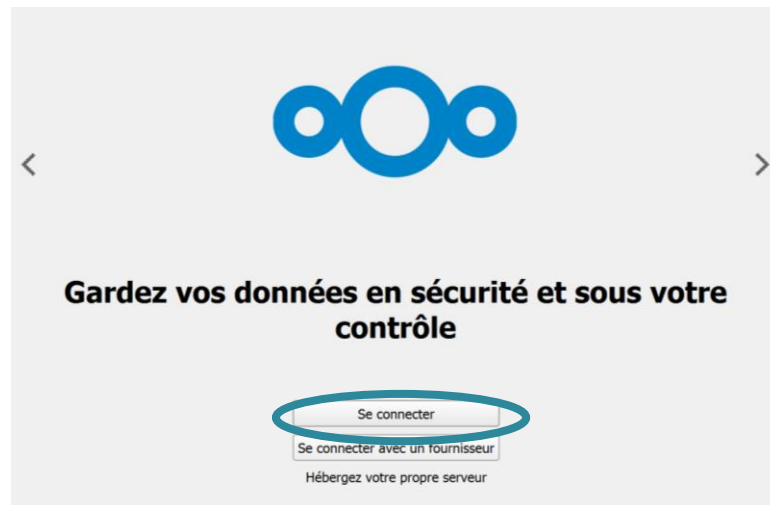 Gardez vos données en sécurité et sous votre
contrôle
Se connecter
Se connecter avec un fournisseur
Hébergez votre propre serveur